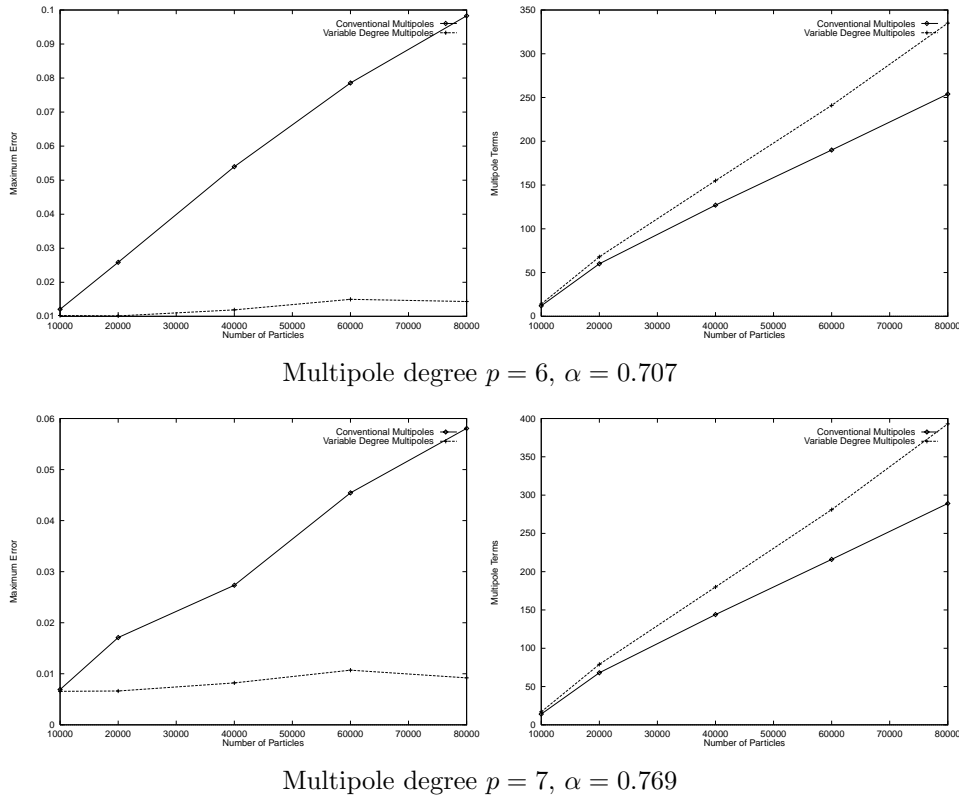 0.1
0.09
0.08
0.07
0.06
0.05
0.04
0.03
0.02
0.01
Maximum Error
Conventional Multipoles
Variable Degree Multipoles
10000 20000 30000 40000 50000 60000 70000 80000
Number of Particles
350
300
250
200
150
100
50
0
Multipole Terms
Conventional Multipoles
Variable Degree Multipoles
10000 20000 30000 40000 50000 60000 70000 80000
Number of Particles
Multipole degree p = 6, α = 0.707
0.06
0.05
0.04
0.03
0.02
0.01
0
Maximum Error
Conventional Multipoles
Variable Degree Multipoles
10000 20000 30000 40000 50000 60000 70000 80000
Number of Particles
400
350
300
250
200
150
100
50
0
Multipole Terms
Conventional Multipoles
Variable Degree Multipoles
10000 20000 30000 40000 50000 60000 70000 80000
Number of Particles
Multipole degree p = 7, α = 0.769